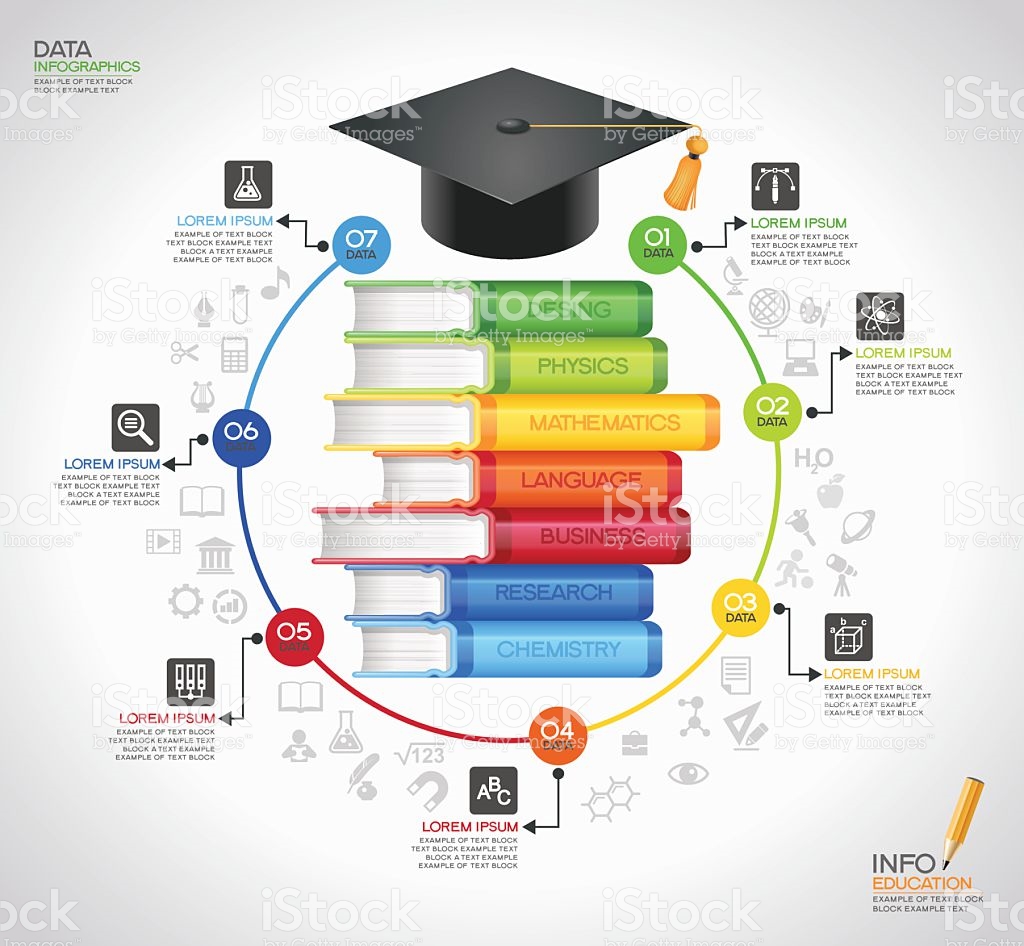 DATA
INFOGRAPHICS
EXAMPLE OF TEXT BLOCK
BLOCK EXAMPLE TEXT
iStock
by Getty Images™
07
DATA
LOREM IPSUM
EXAMPLE OF TEXT BLOCK
TEXT BLOCK EXAMPLE TEXT
BLOCK A TEXT EXAMPLE
EXAMPLE OF TEXT BLOCK
01
DATA
LOREM IPSUM
EXAMPLE OF TEXT BLOCK
TEXT BLOCK EXAMPLE TEXT
BLOCK A TEXT EXAMPLE
EXAMPLE OF TEXT BLOCK
DESING
PHYSICS
MATHEMATICS
LANGUAGE
BUSINESS
RESEARCH
CHEMISTRY
02
DATA
LOREM IPSUM
EXAMPLE OF TEXT BLOCK
TEXT BLOCK EXAMPLE TEXT
BLOCK A TEXT EXAMPLE
EXAMPLE OF TEXT BLOCK
06
DATA
LOREM IPSUM
EXAMPLE OF TEXT BLOCK
TEXT BLOCK EXAMPLE TEXT
BLOCK A TEXT EXAMPLE
EXAMPLE OF TEXT BLOCK
H₂O
03
DATA
a b c
LOREM IPSUM
EXAMPLE OF TEXT BLOCK
TEXT BLOCK EXAMPLE TEXT
BLOCK A TEXT EXAMPLE
EXAMPLE OF TEXT BLOCK
05
DATA
LOREM IPSUM
EXAMPLE OF TEXT BLOCK
TEXT BLOCK EXAMPLE TEXT
BLOCK A TEXT EXAMPLE
EXAMPLE OF TEXT BLOCK
√123
04
DATA
ABC
LOREM IPSUM
EXAMPLE OF TEXT BLOCK
TEXT BLOCK EXAMPLE TEXT
BLOCK A TEXT EXAMPLE
EXAMPLE OF TEXT BLOCK
INFO
EDUCATION
EXAMPLE OF TEXT BLOCK
BLOCK EXAMPLE TEXT